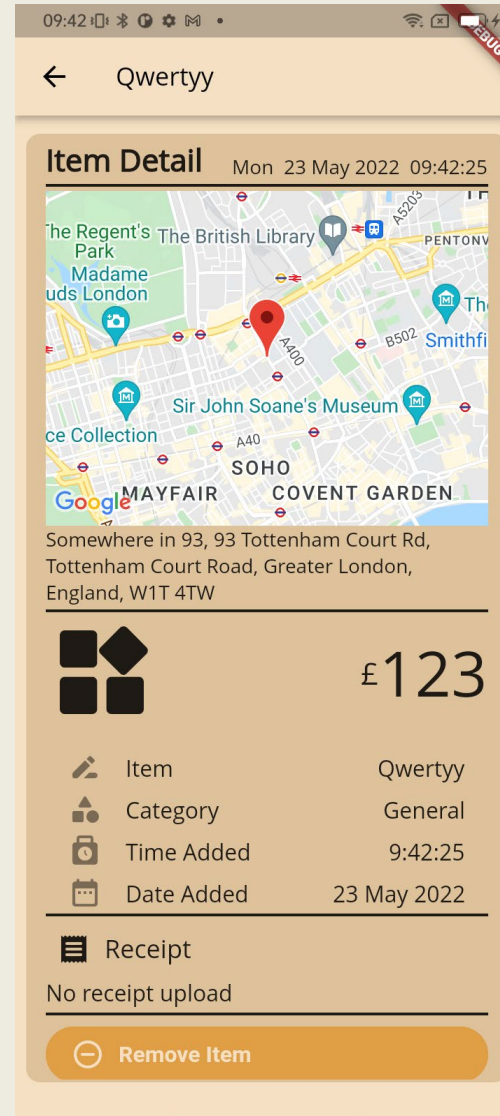 09:42
DEBUG
Qwertyy
Item Detail
Mon 23 May 2022 09:42:25
The Regent's Park
The British Library
A5203
PENTONV
Madame
uds London
Th
A400
B502
Smithfi
Sir John Soane's Museum
ce Collection
A40
SOHO
Google
MAYFAIR
COVENT GARDEN
Somewhere in 93, 93 Tottenham Court Rd,
Tottenham Court Road, Greater London,
England, W1T 4TW
£123
Item Qwertyy
Category General
Time Added 9:42:25
Date Added 23 May 2022
Receipt
No receipt upload
Remove Item